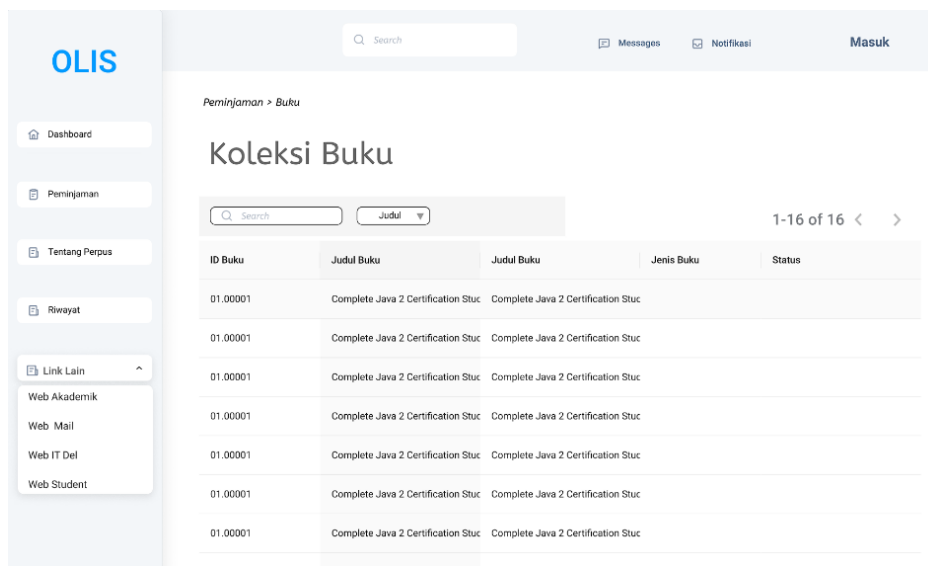 OLIS
Search
Messages
Notifikasi
Masuk
Dashboard
Peminjaman
Tentang Perpus
Riwayat
Link Lain
Web Akademik
Web Mail
Web IT Del
Web Student
Peminjaman > Buku
Koleksi Buku
Search
Judul
1-16 of 16
ID Buku Judul Buku Judul Buku Jenis Buku Status
01.00001 Complete Java 2 Certification Stuc Complete Java 2 Certification Stuc
01.00001 Complete Java 2 Certification Stuc Complete Java 2 Certification Stuc
01.00001 Complete Java 2 Certification Stuc Complete Java 2 Certification Stuc
01.00001 Complete Java 2 Certification Stuc Complete Java 2 Certification Stuc
01.00001 Complete Java 2 Certification Stuc Complete Java 2 Certification Stuc
01.00001 Complete Java 2 Certification Stuc Complete Java 2 Certification Stuc
01.00001 Complete Java 2 Certification Stuc Complete Java 2 Certification Stuc